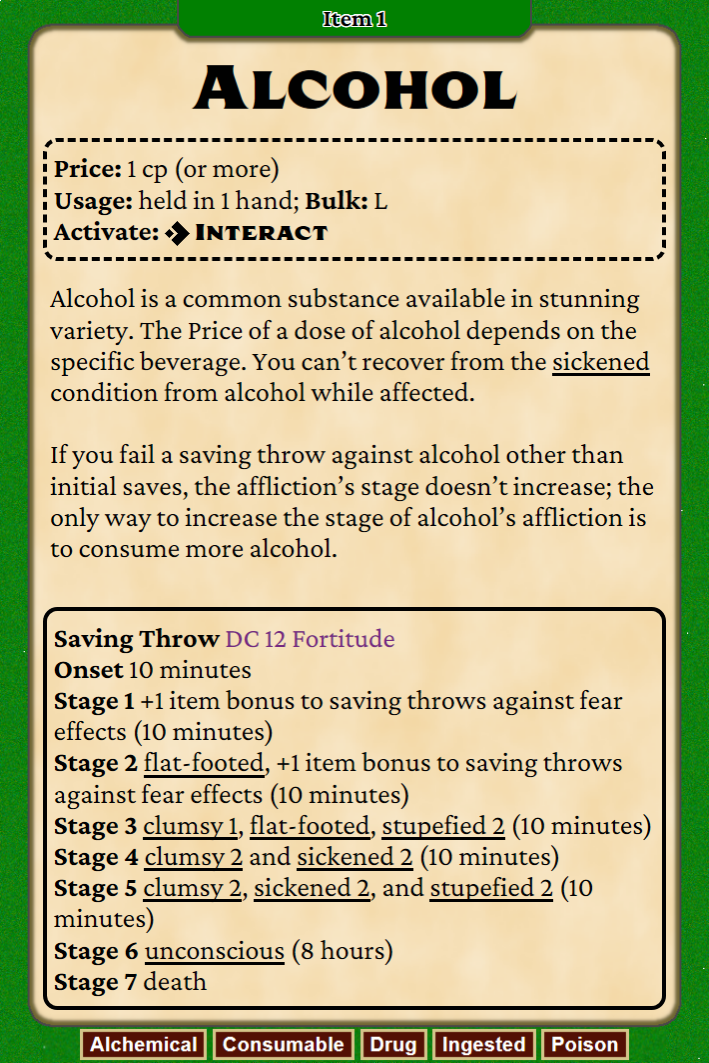 Item 1
ALCOHOL
Price: 1 cp (or more)
Usage: held in 1 hand; Bulk: L
Activate: INTERACT
Alcohol is a common substance available in stunning
variety. The Price of a dose of alcohol depends on the
specific beverage. You can’t recover from the sickened
condition from alcohol while affected.
If you fail a saving throw against alcohol other than
initial saves, the affliction’s stage doesn’t increase; the
only way to increase the stage of alcohol’s affliction is
to consume more alcohol.
Saving Throw DC 12 Fortitude
Onset 10 minutes
Stage 1 +1 item bonus to saving throws against fear
effects (10 minutes)
Stage 2 flat-footed, +1 item bonus to saving throws
against fear effects (10 minutes)
Stage 3 clumsy 1, flat-footed, stupefied 2 (10 minutes)
Stage 4 clumsy 2 and sickened 2 (10 minutes)
Stage 5 clumsy 2, sickened 2, and stupefied 2 (10
minutes)
Stage 6 unconscious (8 hours)
Stage 7 death
Alchemical Consumable Drug Ingested Poison